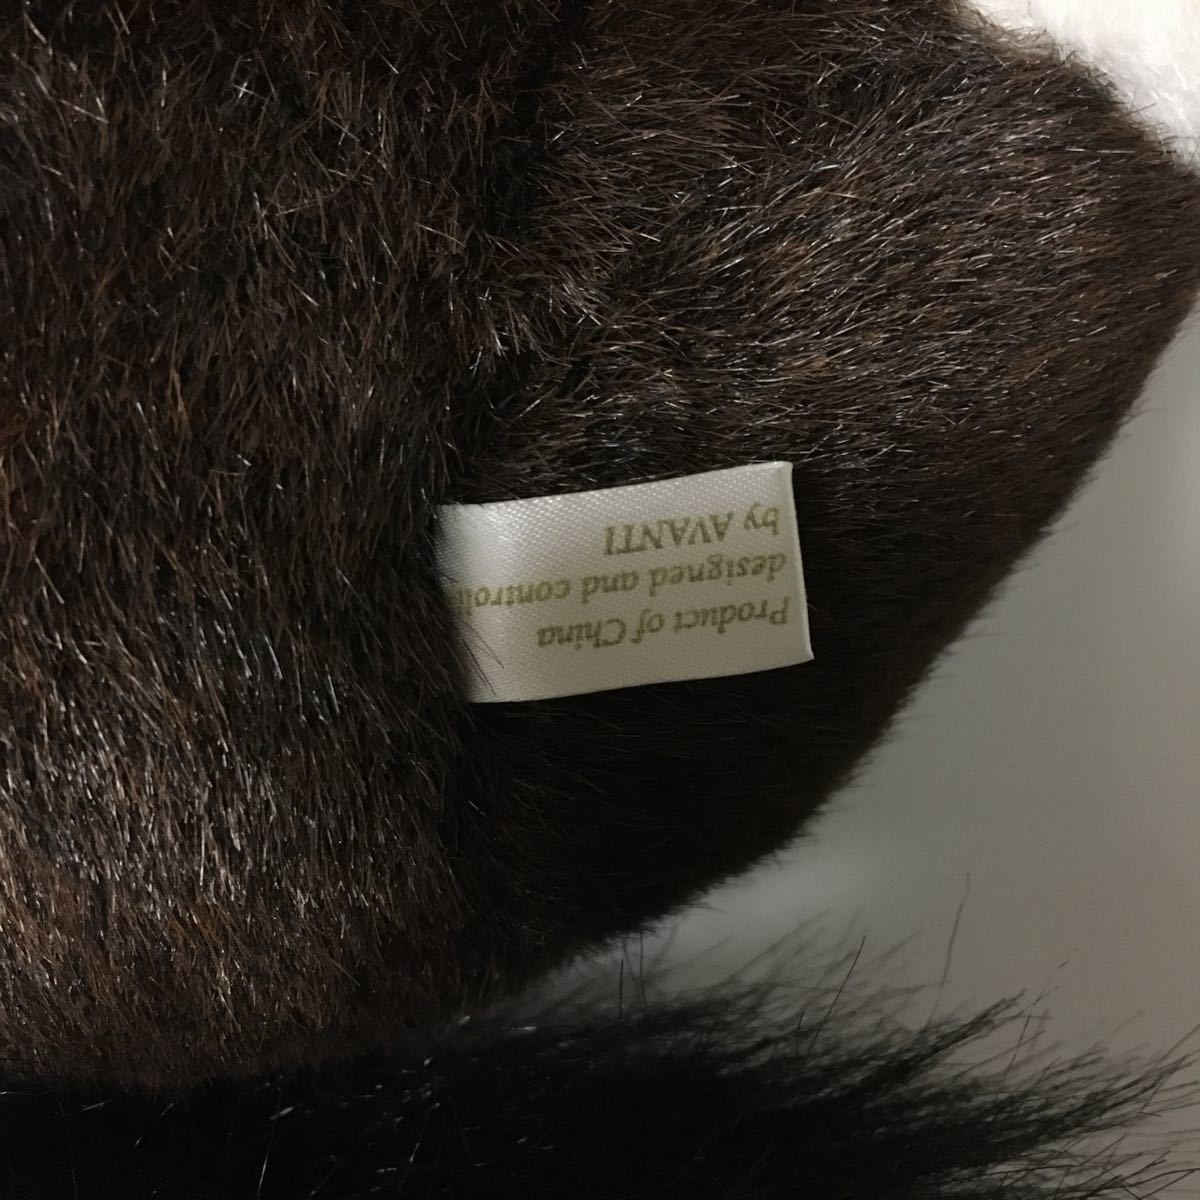 Product of China
designed and controll
by AVANTI